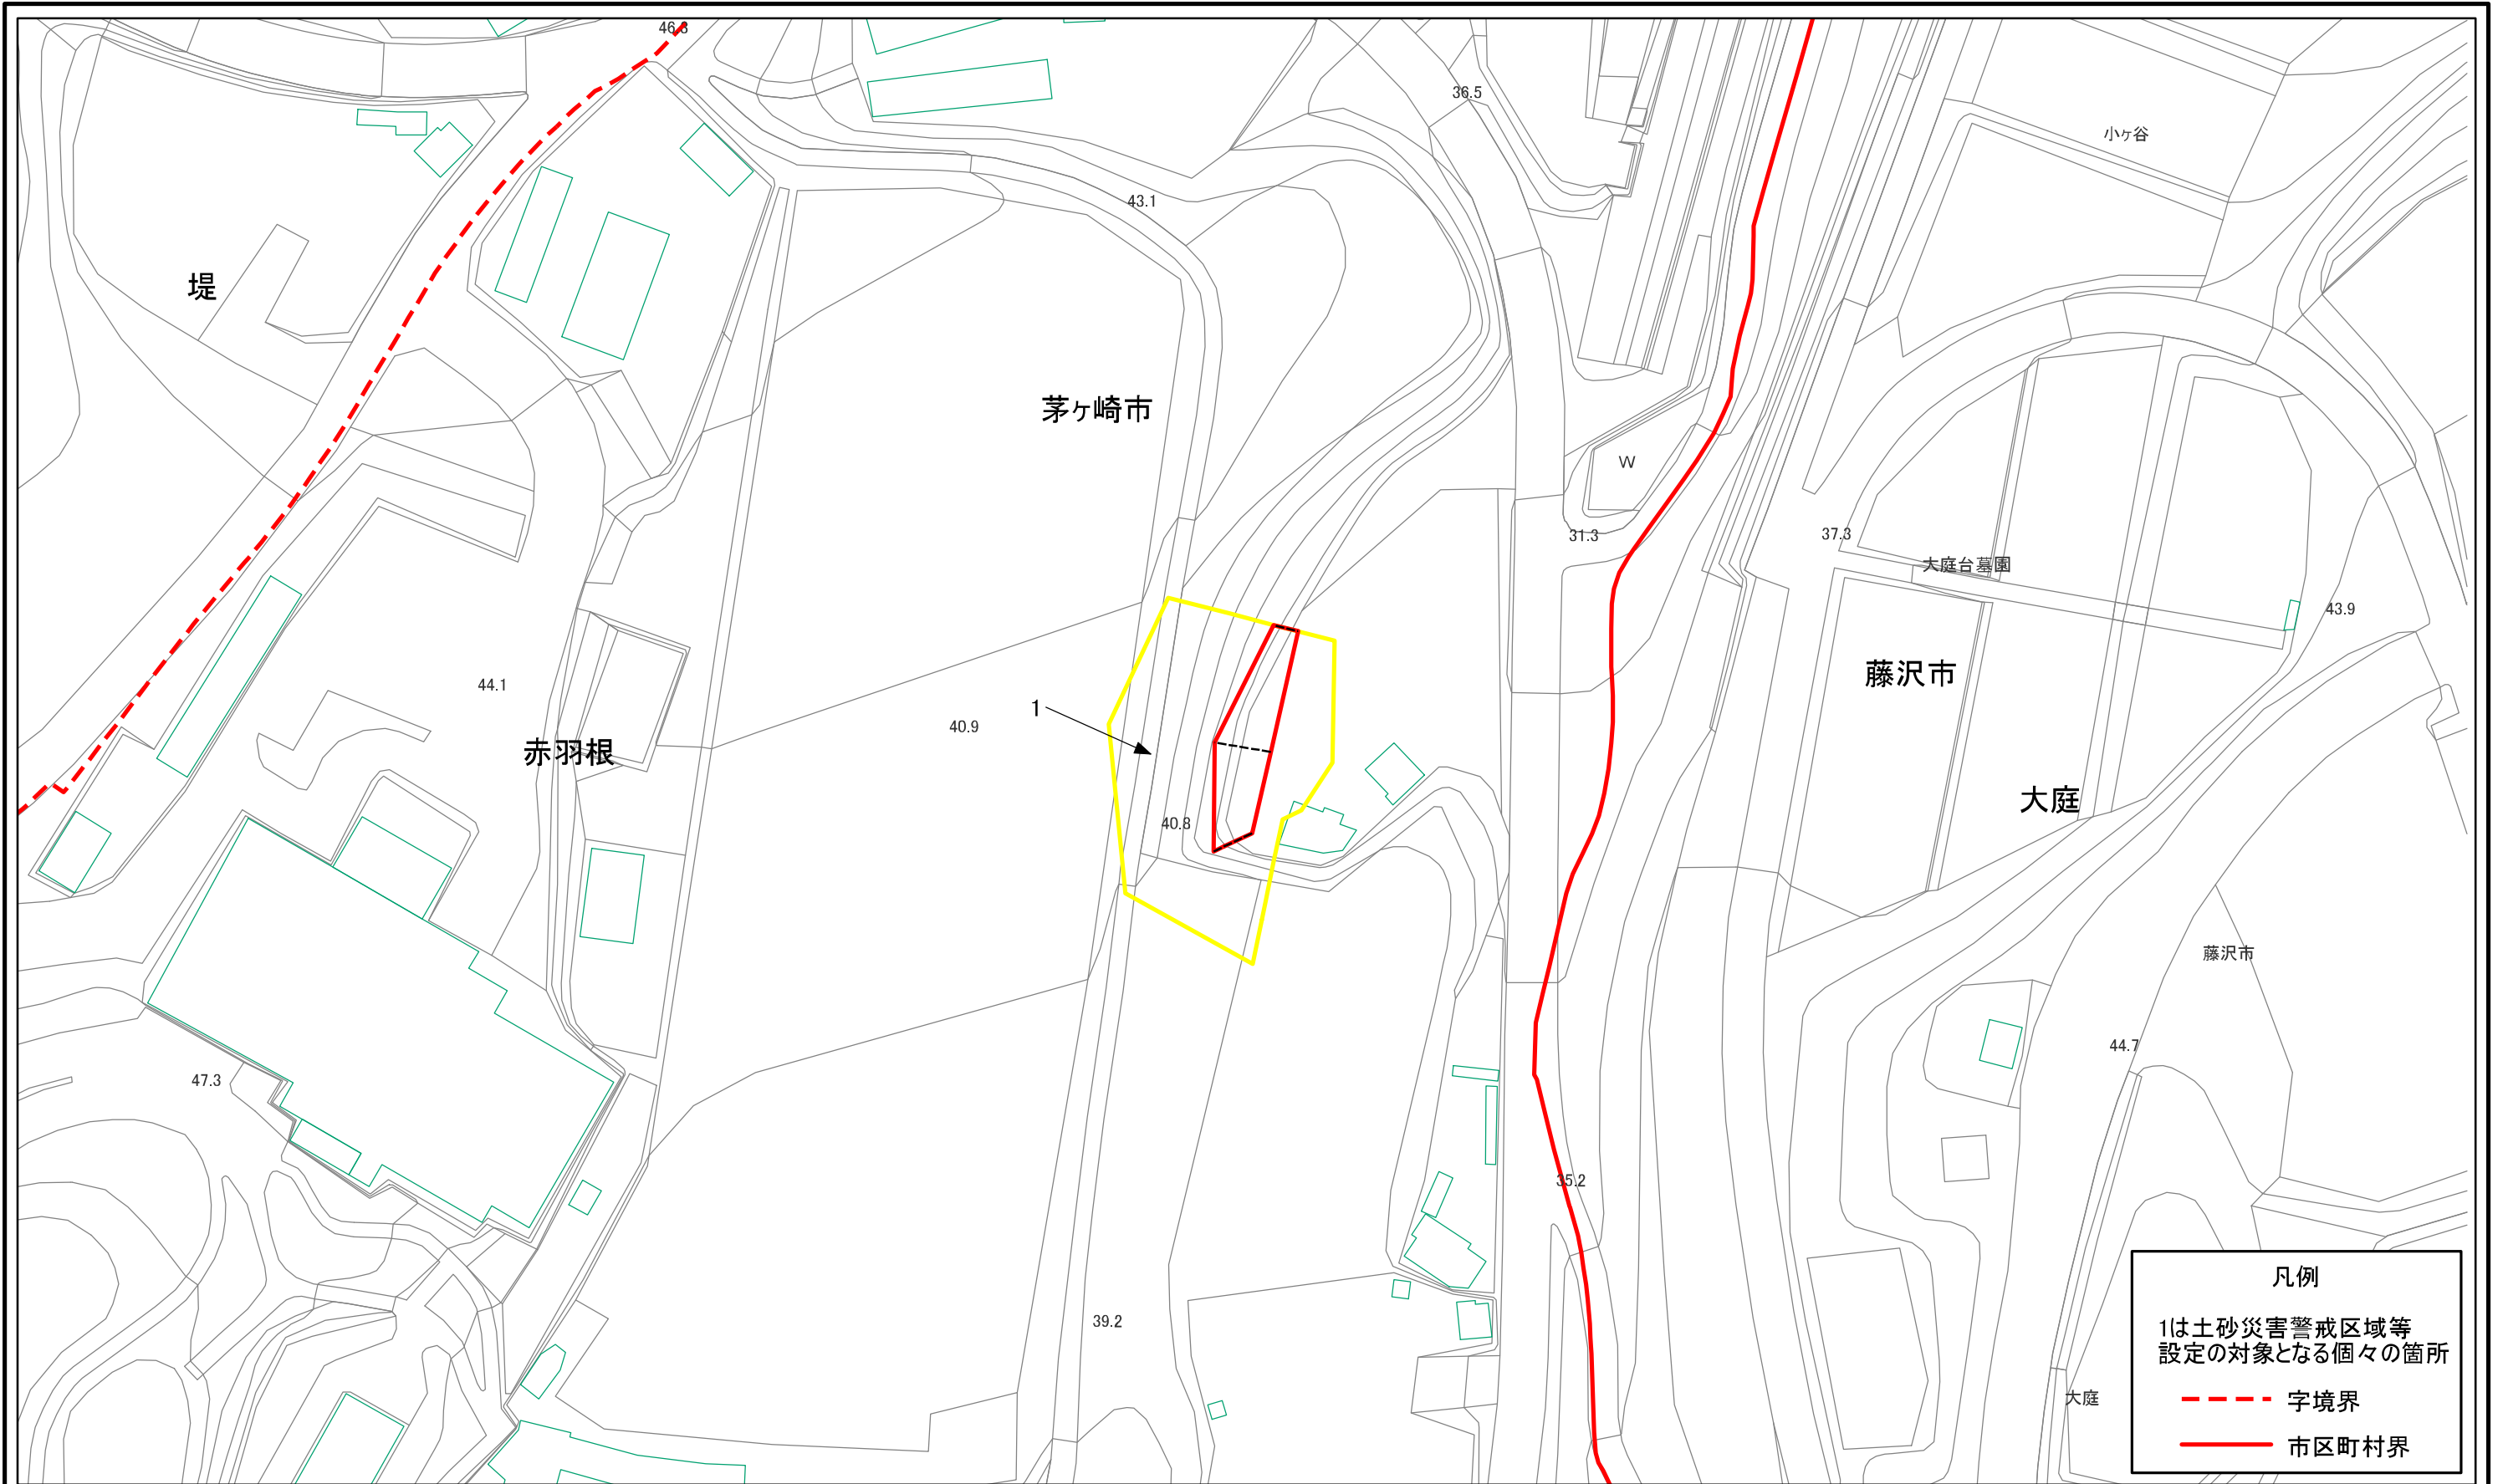 46.3
36.5
小ヶ谷
43.1
堤
茅ヶ崎市
W
31.3
37.3
大庭台墓園
43.9
藤沢市
44.1
1
40.9
赤羽根
大庭
40.8
藤沢市
44.7
47.3
35.2
39.2
大庭
凡例
1は土砂災害警戒区域等
設定の対象となる個々の箇所
字境界
市区町村界